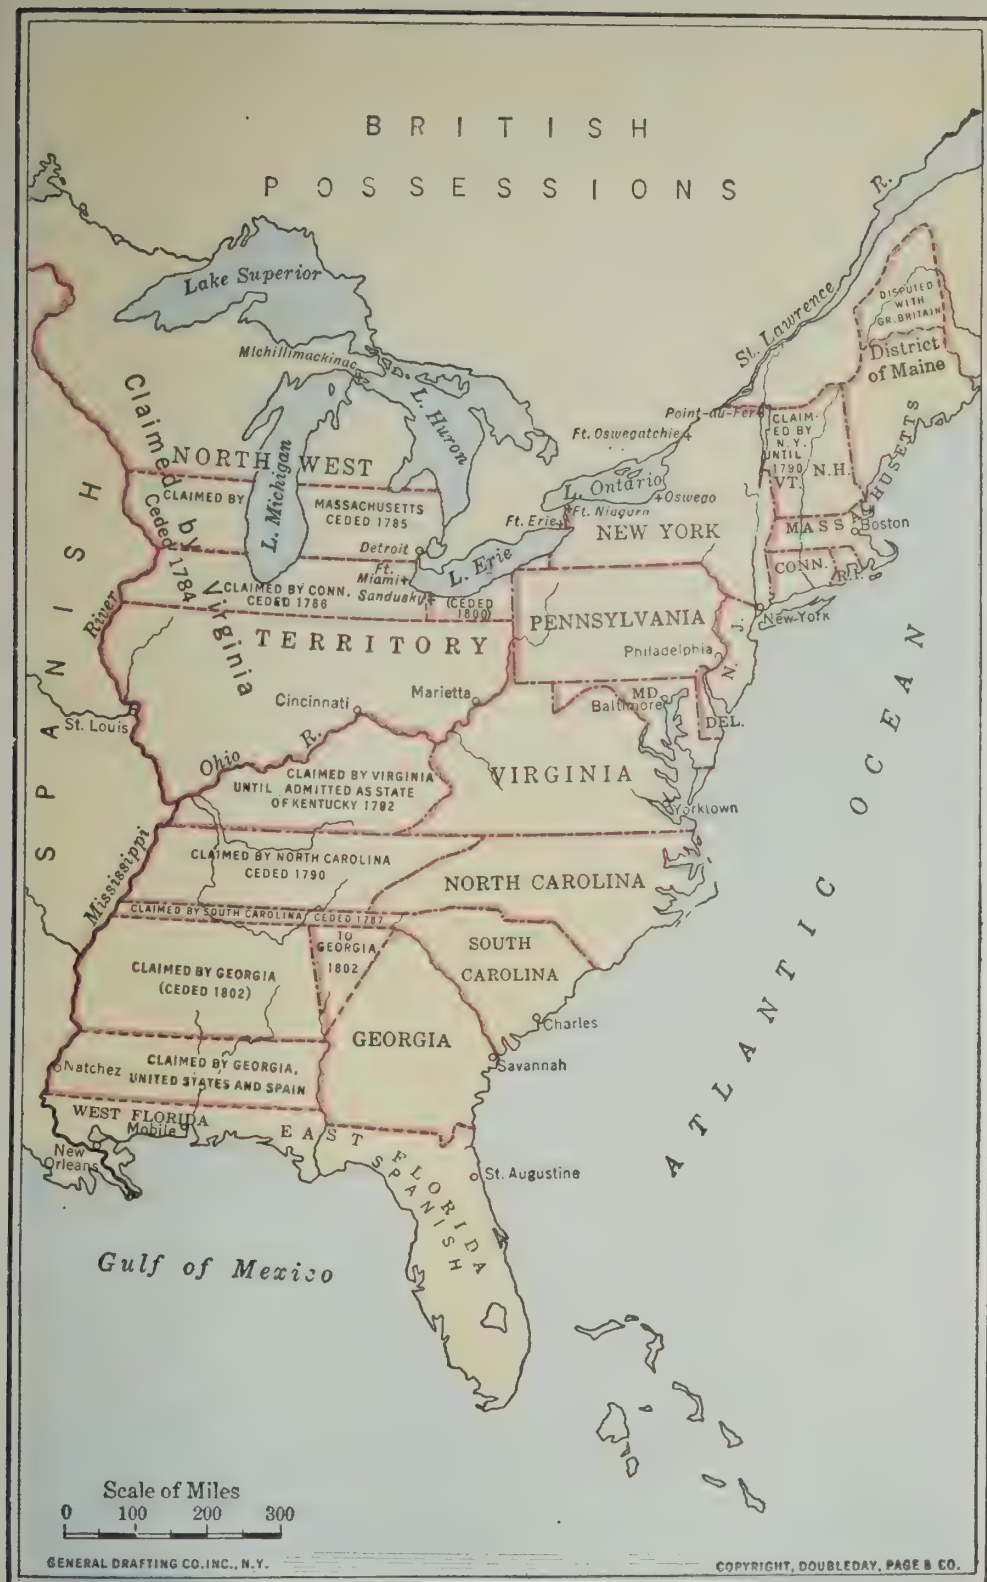 BRITISH
POSSESSIONS
St. Lawrence R.
Lake Superior
DISPUTED
WITH
GR. BRITAIN
District
of Maine
Michillimackinac
L. Huron
L. Michigan
Claimed by Virginia
Ceded 1784
NORTH WEST
TERRITORY
CLAIMED BY
MASSACHUSETTS
CEDED 1785
Point-au-Fer
Ft. Oswegatchie
CLAIM-
ED BY
N.Y.
UNTIL
1790
VT.
N.H.
MASSACHUSETTS
Boston
L. Ontario
Oswego
Ft. Niagara
Ft. Erie
NEW YORK
CONN.
R.I.
Detroit
L. Erie
Ft.
Miami
Sandusky
CLAIMED BY CONN.
CEDED 1786
(CEDED
1800)
PENNSYLVANIA
New-York
N. J.
Philadelphia
SPANISH
River
Mississippi
St. Louis
Cincinnati
Marietta
MD
Baltimore
DEL.
Ohio R.
CLAIMED BY VIRGINIA
UNTIL ADMITTED AS STATE
OF KENTUCKY 1792
VIRGINIA
Yorktown
CLAIMED BY NORTH CAROLINA
CEDED 1790
NORTH CAROLINA
CLAIMED BY SOUTH CAROLINA CEDED 1787
TO
GEORGIA
1802
SOUTH
CAROLINA
CLAIMED BY GEORGIA
(CEDED 1802)
Charles
GEORGIA
Savannah
Natchez
CLAIMED BY GEORGIA,
UNITED STATES AND SPAIN
WEST FLORIDA
Mobile
EAST FLORIDA
SPANISH
New
Orleans
St. Augustine
ATLANTIC OCEAN
Gulf of Mexico
Scale of Miles
0 100 200 300
GENERAL DRAFTING CO. INC., N.Y.
COPYRIGHT, DOUBLEDAY, PAGE & CO.